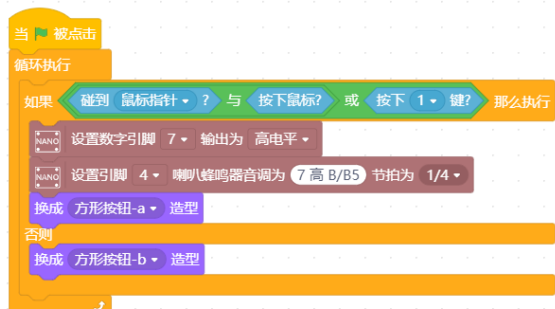 当 被点击
循环执行
如果 碰到 鼠标指针 ? 与 按下鼠标? 或 按下 1 键? 那么执行
NANO 设置数字引脚 7 输出为 高电平
NANO 设置引脚 4 喇叭蜂鸣器音调为 7 高 B/B5 节拍为 1/4
换成 方形按钮-a 造型
否则
换成 方形按钮-b 造型